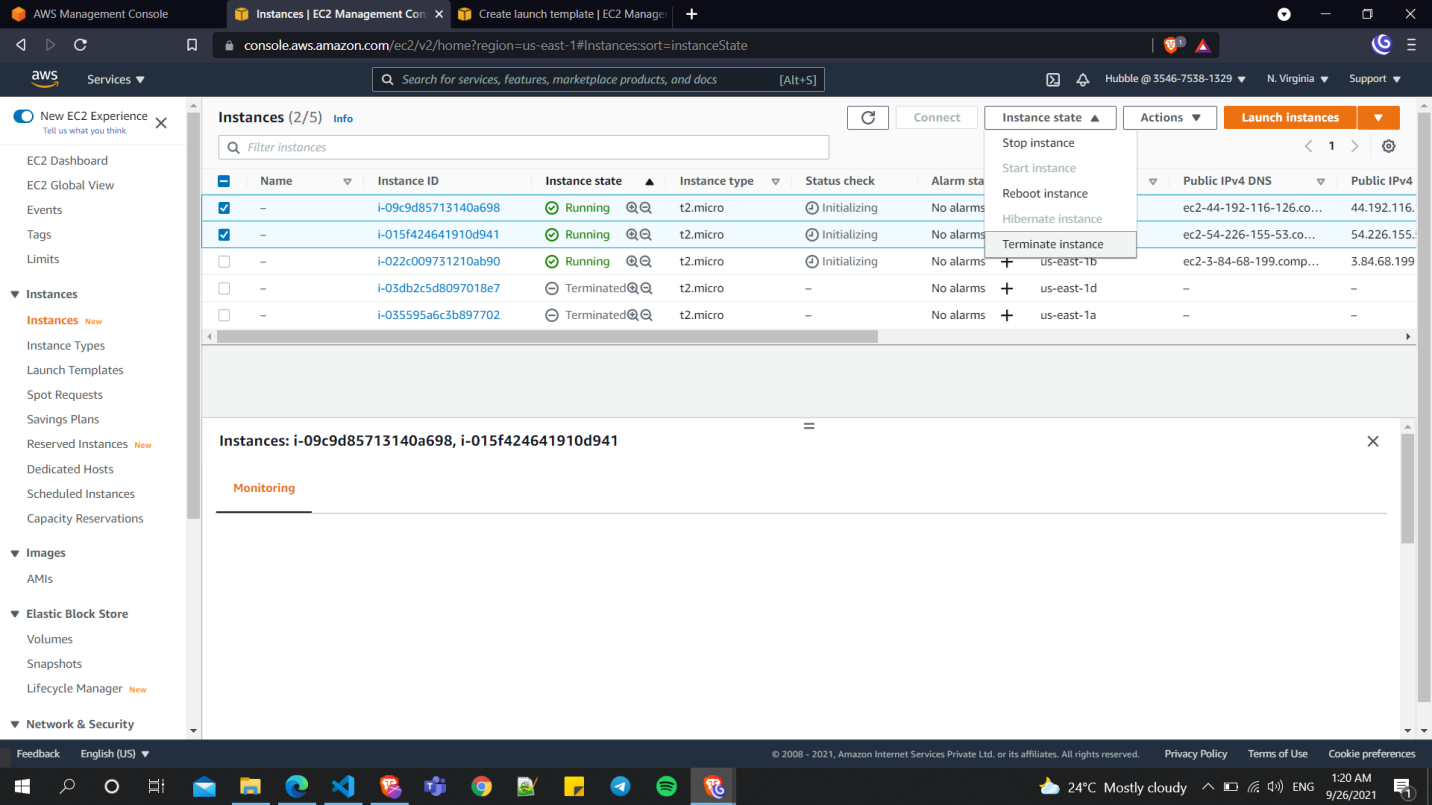 AWS Management Console
Instances | EC2 Management Con
Create launch template | EC2 Manage
console.aws.amazon.com/ec2/v2/home?region=us-east-1#Instances:sort=instanceState
1
aws
Services
Search for services, features, marketplace products, and docs [Alt+S]
Hubble @ 3546-7538-1329
N. Virginia
Support
New EC2 Experience
Tell us what you think
EC2 Dashboard
EC2 Global View
Events
Tags
Limits
Instances
Instances New
Instance Types
Launch Templates
Spot Requests
Savings Plans
Reserved Instances New
Dedicated Hosts
Scheduled Instances
Capacity Reservations
Images
AMIs
Elastic Block Store
Volumes
Snapshots
Lifecycle Manager New
Network & Security
Instances (2/5) Info
Connect
Instance state
Actions
Launch instances
Filter instances
1
Stop instance
Start instance
Reboot instance
Hibernate instance
Terminate instance
Name Instance ID Instance state Instance type Status check Alarm sta Public IPv4 DNS Public IPv4
– i-09c9d85713140a698 Running t2.micro Initializing No alarms ec2-44-192-116-126.co... 44.192.116.
– i-015f424641910d941 Running t2.micro Initializing No alarms ec2-54-226-155-53.co... 54.226.155.
– i-022c009731210ab90 Running t2.micro Initializing No alarms us-east-1b ec2-3-84-68-199.comp... 3.84.68.199
– i-03db2c5d8097018e7 Terminated t2.micro – No alarms us-east-1d – –
– i-035595a6c3b897702 Terminated t2.micro – No alarms us-east-1a – –
Instances: i-09c9d85713140a698, i-015f424641910d941
Monitoring
Feedback English (US)
© 2008 - 2021, Amazon Internet Services Private Ltd. or its affiliates. All rights reserved. Privacy Policy Terms of Use Cookie preferences
24°C Mostly cloudy
ENG
1:20 AM
9/26/2021
1